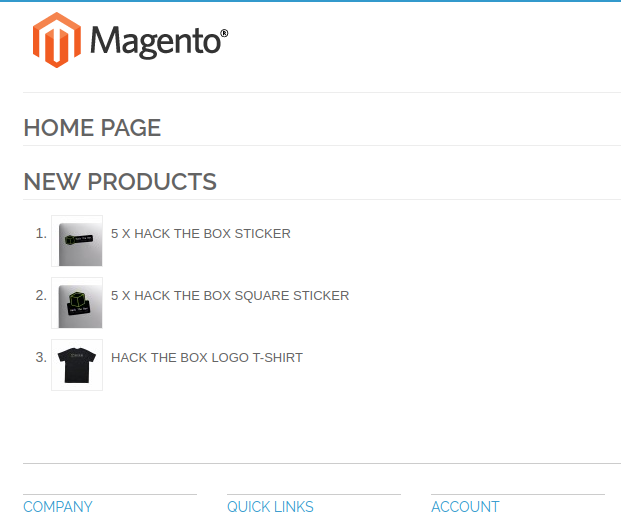 Magento®
HOME PAGE
NEW PRODUCTS
1. 5 X HACK THE BOX STICKER
2. 5 X HACK THE BOX SQUARE STICKER
3. HACK THE BOX LOGO T-SHIRT
COMPANY QUICK LINKS ACCOUNT